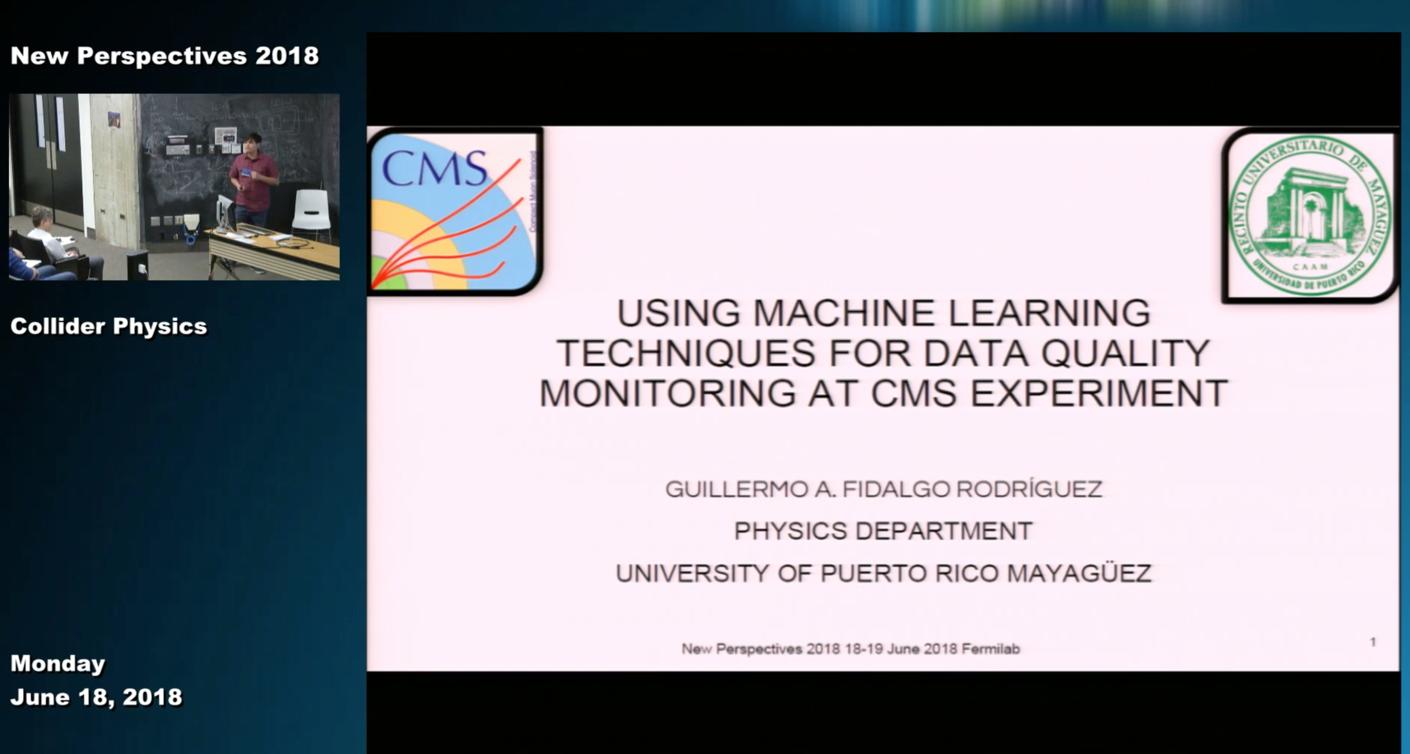 New Perspectives 2018
Collider Physics
Monday
June 18, 2018
CMS
Compact Muon Solenoid
RECINTO UNIVERSITARIO DE MAYAGUEZ
CAAM
UNIVERSIDAD DE PUERTO RICO
USING MACHINE LEARNING
TECHNIQUES FOR DATA QUALITY
MONITORING AT CMS EXPERIMENT
GUILLERMO A. FIDALGO RODRÍGUEZ
PHYSICS DEPARTMENT
UNIVERSITY OF PUERTO RICO MAYAGÜEZ
New Perspectives 2018 18-19 June 2018 Fermilab
1